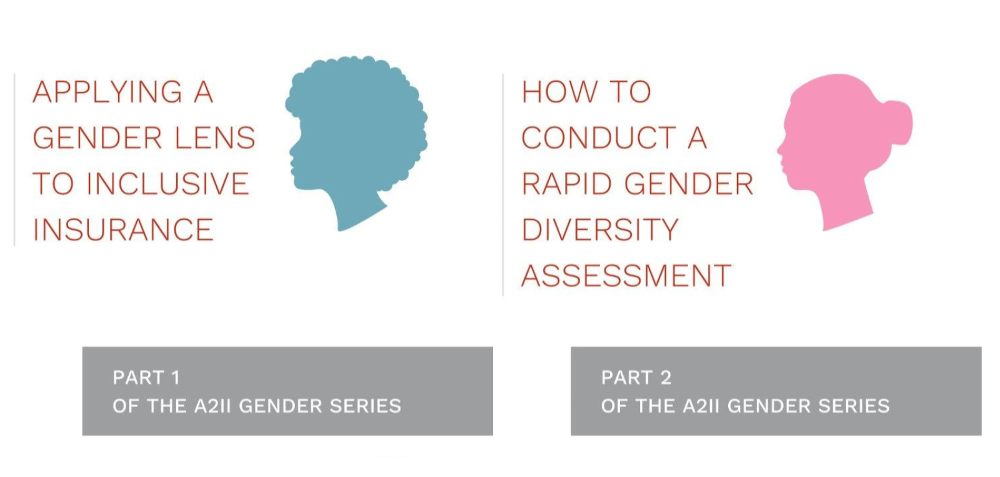 APPLYING A
GENDER LENS
TO INCLUSIVE
INSURANCE
PART 1
OF THE A2II GENDER SERIES
HOW TO
CONDUCT A
RAPID GENDER
DIVERSITY
ASSESSMENT
PART 2
OF THE A2II GENDER SERIES